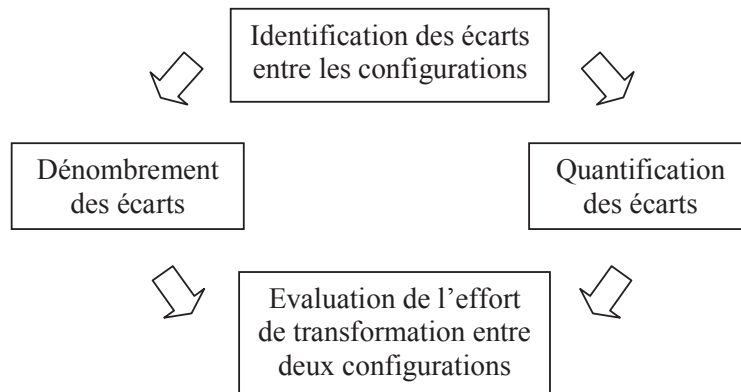 Identification des écarts
entre les configurations
Dénombrement
des écarts
Quantification
des écarts
Evaluation de l’effort
de transformation entre
deux configurations